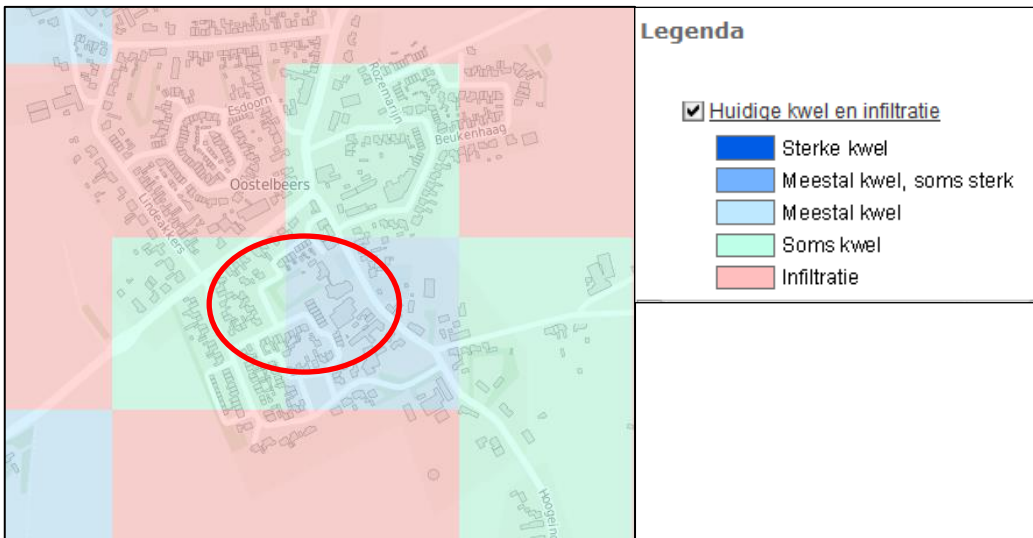 Rozemarijn
Esdoorn
Beukenhaag
Oostelbeers
Lindeakkers
Hoogeind
Legenda
Huidige kwel en infiltratie
Sterke kwel
Meestal kwel, soms sterk
Meestal kwel
Soms kwel
Infiltratie